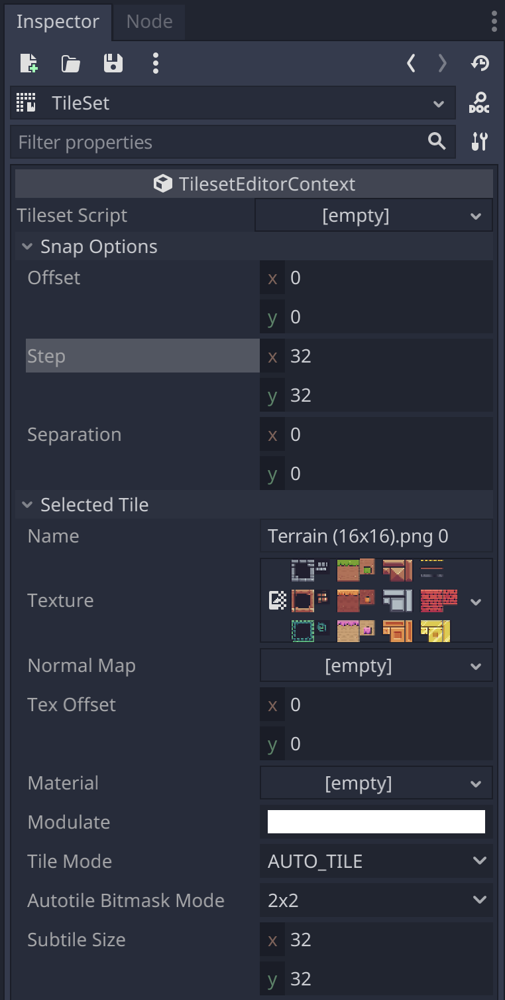 Inspector Node
TileSet DOC
Filter properties
TilesetEditorContext
Tileset Script [empty]
Snap Options
Offset x 0
y 0
Step x 32
y 32
Separation x 0
y 0
Selected Tile
Name Terrain (16x16).png 0
Texture
Normal Map [empty]
Tex Offset x 0
y 0
Material [empty]
Modulate
Tile Mode AUTO_TILE
Autotile Bitmask Mode 2x2
Subtile Size x 32
y 32